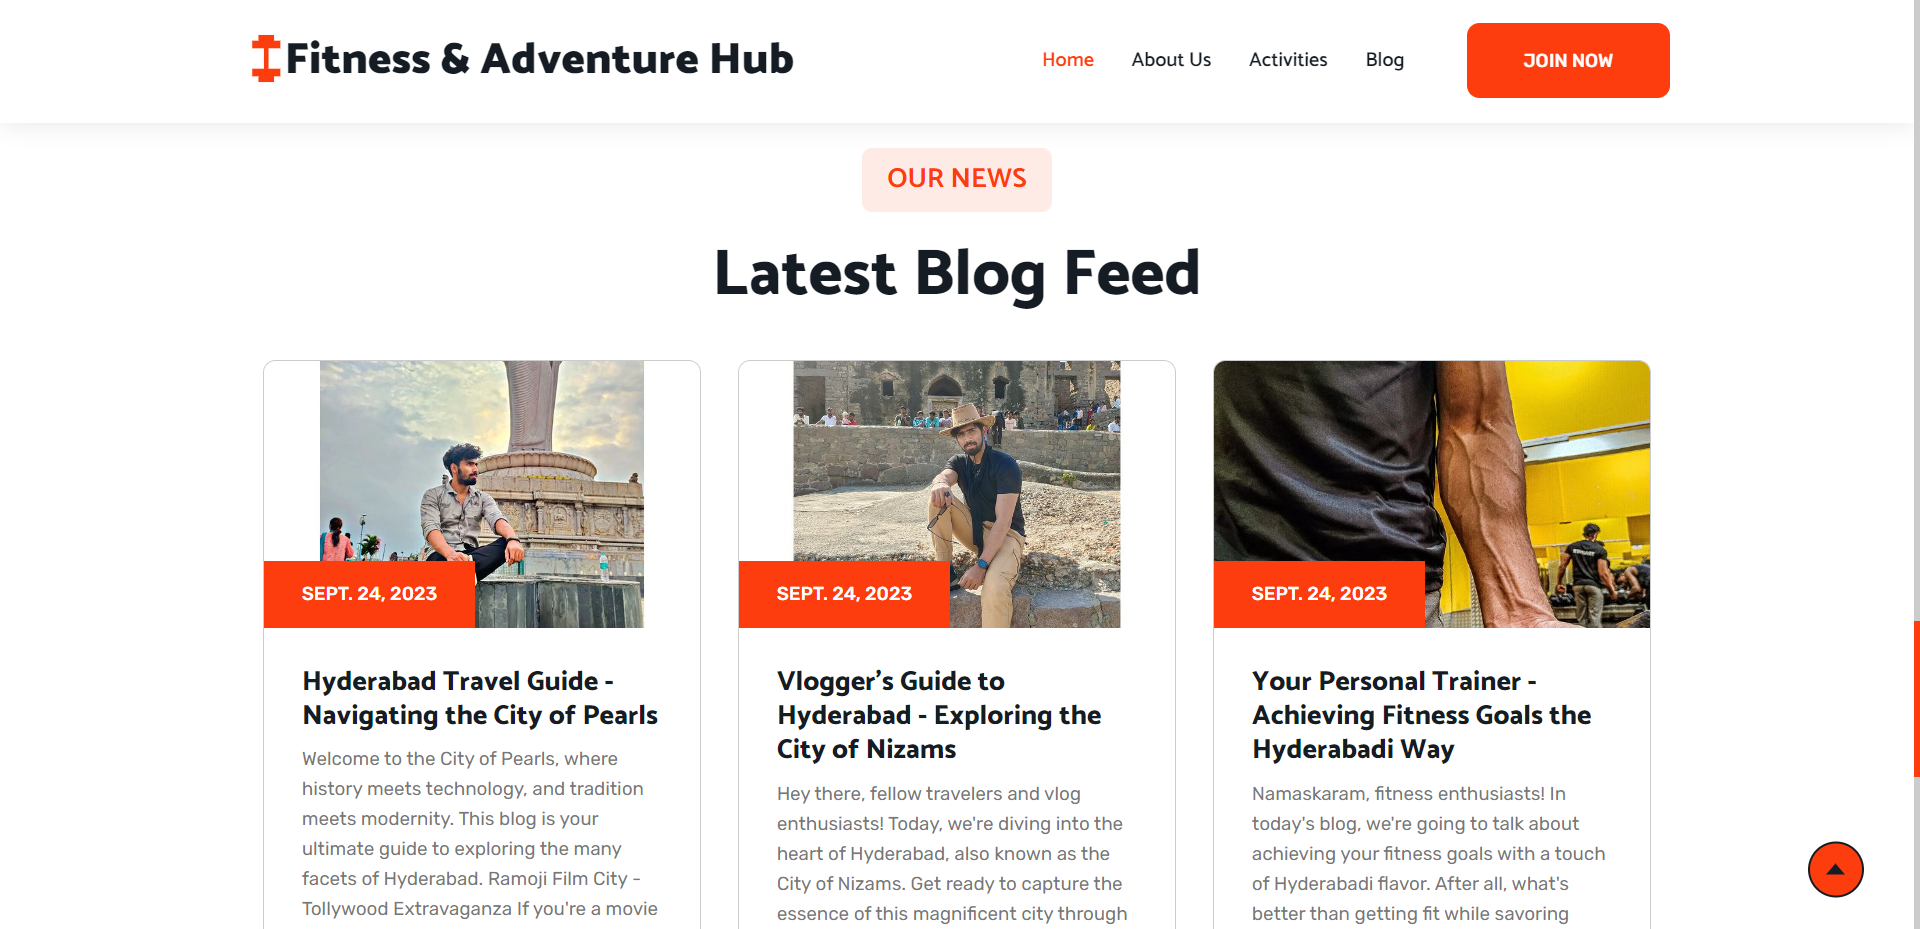 Fitness & Adventure Hub
Home
About Us
Activities
Blog
JOIN NOW
OUR NEWS
Latest Blog Feed
SEPT. 24, 2023
Hyderabad Travel Guide -
Navigating the City of Pearls
Welcome to the City of Pearls, where
history meets technology, and tradition
meets modernity. This blog is your
ultimate guide to exploring the many
facets of Hyderabad. Ramoji Film City -
Tollywood Extravaganza If you're a movie
SEPT. 24, 2023
Vlogger’s Guide to
Hyderabad - Exploring the
City of Nizams
Hey there, fellow travelers and vlog
enthusiasts! Today, we're diving into the
heart of Hyderabad, also known as the
City of Nizams. Get ready to capture the
essence of this magnificent city through
SEPT. 24, 2023
Your Personal Trainer -
Achieving Fitness Goals the
Hyderabadi Way
Namaskaram, fitness enthusiasts! In
today's blog, we're going to talk about
achieving your fitness goals with a touch
of Hyderabadi flavor. After all, what's
better than getting fit while savoring